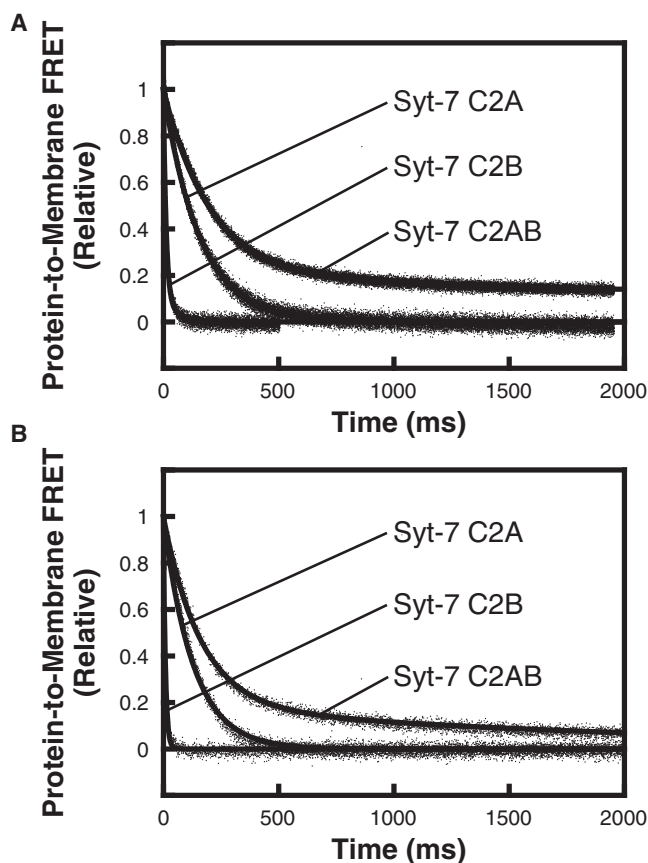 A
Protein-to-Membrane FRET
(Relative)
1
0.8
0.6
0.4
0.2
0
Syt-7 C2A
Syt-7 C2B
Syt-7 C2AB
0 500 1000 1500 2000
Time (ms)
B
Protein-to-Membrane FRET
(Relative)
1
0.8
0.6
0.4
0.2
0
Syt-7 C2A
Syt-7 C2B
Syt-7 C2AB
0 500 1000 1500 2000
Time (ms)